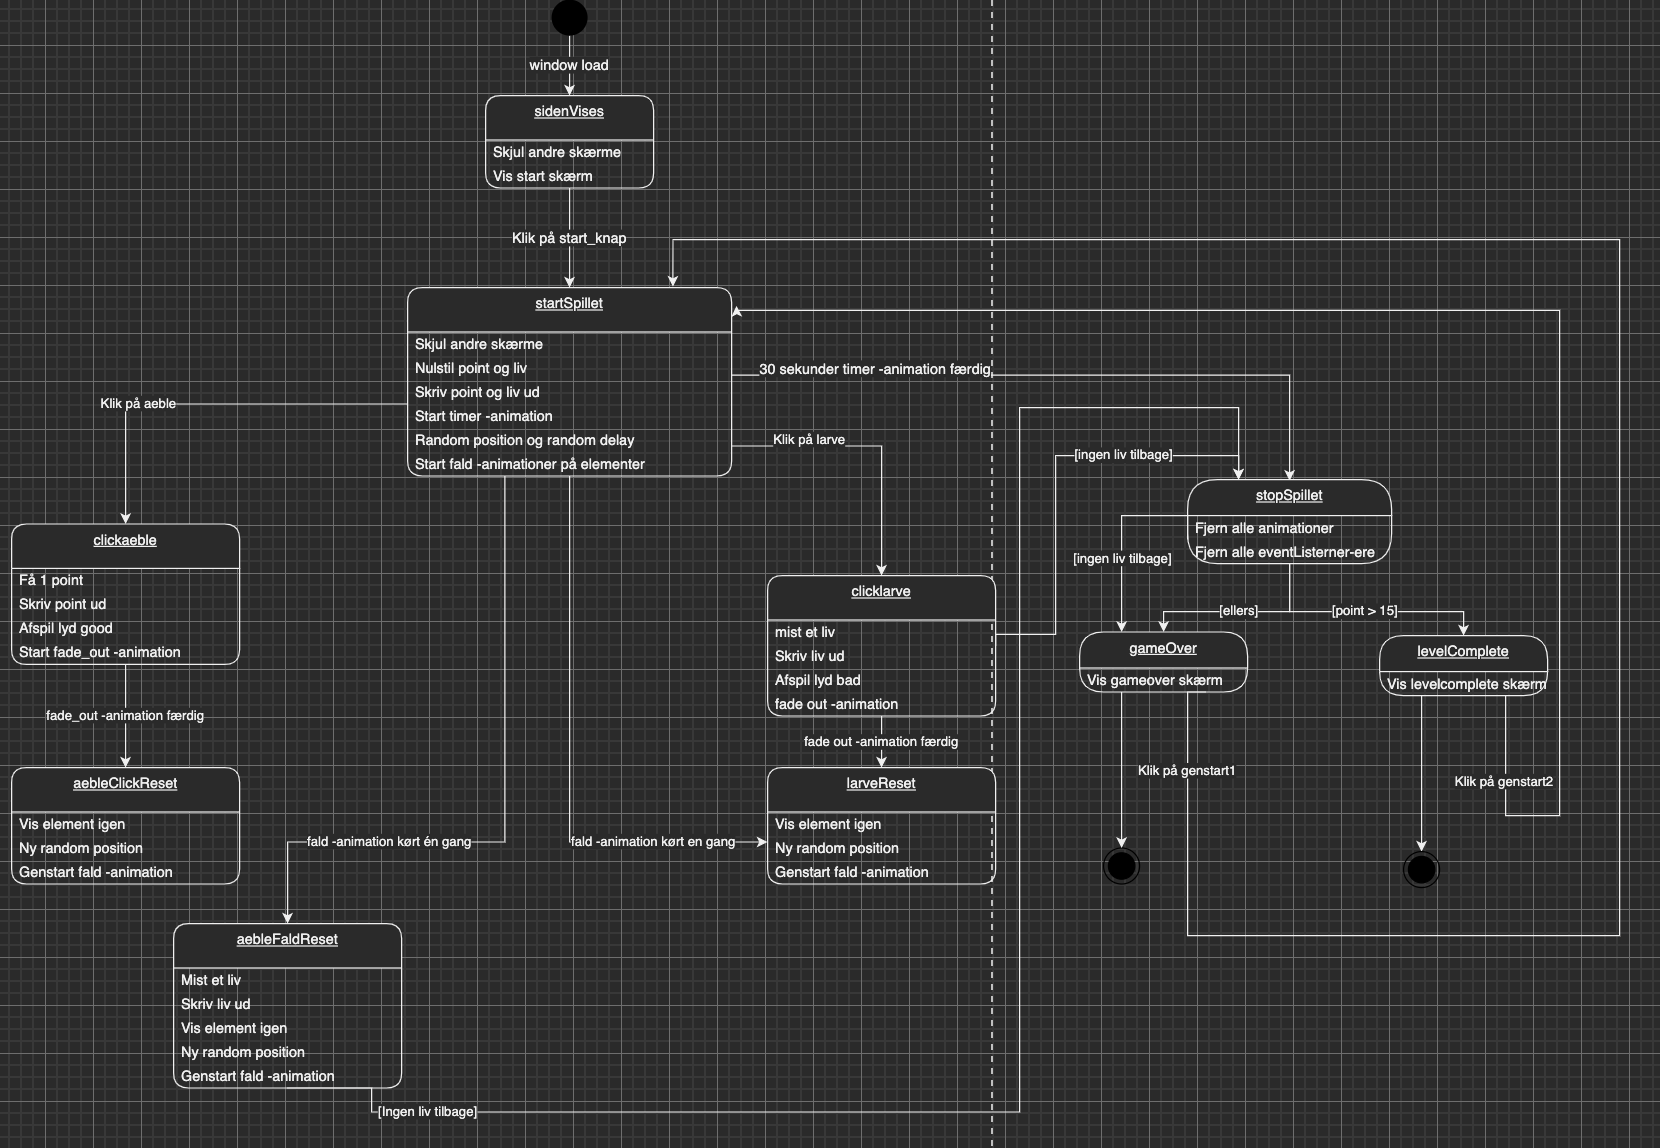 window load
sidenVises
Skjul andre skærme
Vis start skærm
Klik på start_knap
startSpillet
Skjul andre skærme
Nulstil point og liv
Skriv point og liv ud
Start timer -animation
Random position og random delay
Start fald -animationer på elementer
30 sekunder timer -animation færdig
Klik på aeble
Klik på larve
[ingen liv tilbage]
stopSpillet
Fjern alle animationer
Fjern alle eventListerner-ere
clickaeble
Få 1 point
Skriv point ud
Afspil lyd good
Start fade_out -animation
[ingen liv tilbage]
clicklarve
mist et liv
Skriv liv ud
Afspil lyd bad
fade out -animation
[ellers]
[point > 15]
gameOver
Vis gameover skærm
levelComplete
Vis levelcomplete skærm
fade_out -animation færdig
fade out -animation færdig
Klik på genstart1
Klik på genstart2
aebleClickReset
Vis element igen
Ny random position
Genstart fald -animation
larveReset
Vis element igen
Ny random position
Genstart fald -animation
fald -animation kørt én gang
fald -animation kørt en gang
aebleFaldReset
Mist et liv
Skriv liv ud
Vis element igen
Ny random position
Genstart fald -animation
[Ingen liv tilbage]